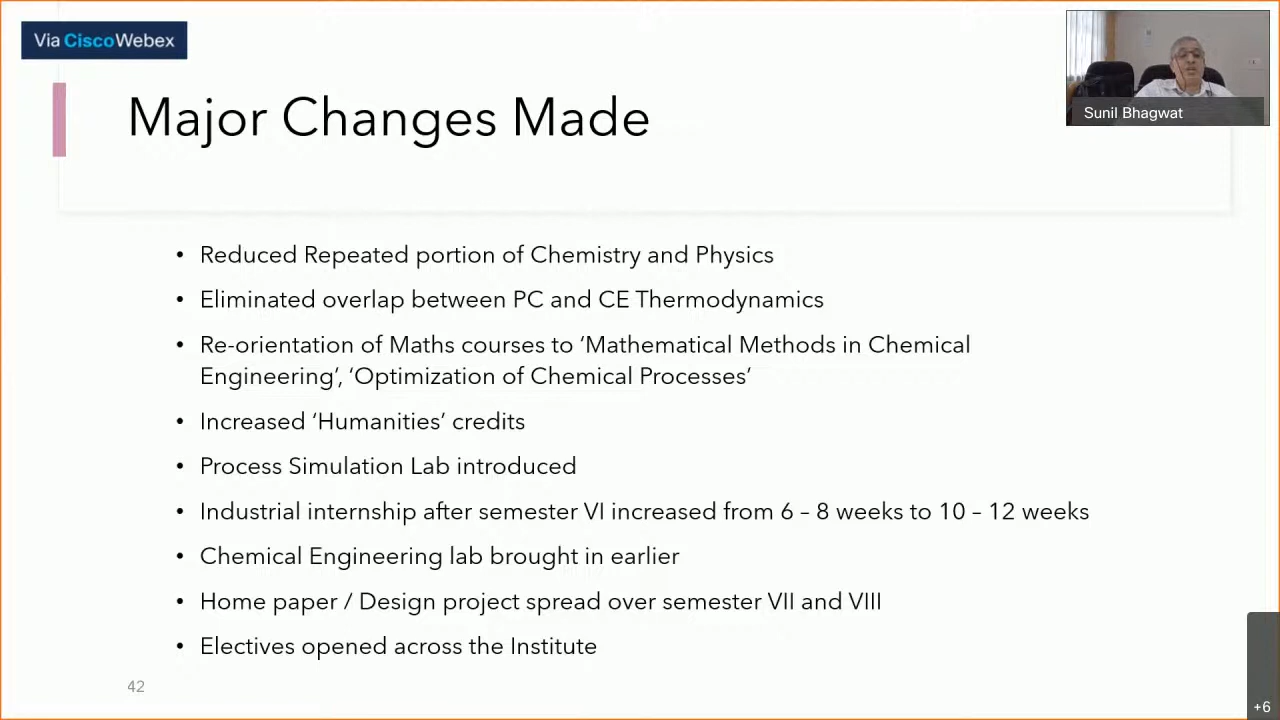 Via CiscoWebex
Sunil Bhagwat
Major Changes Made
• Reduced Repeated portion of Chemistry and Physics
• Eliminated overlap between PC and CE Thermodynamics
• Re-orientation of Maths courses to ‘Mathematical Methods in Chemical
Engineering’, ‘Optimization of Chemical Processes’
• Increased ‘Humanities’ credits
• Process Simulation Lab introduced
• Industrial internship after semester VI increased from 6 – 8 weeks to 10 – 12 weeks
• Chemical Engineering lab brought in earlier
• Home paper / Design project spread over semester VII and VIII
• Electives opened across the Institute
42
+6